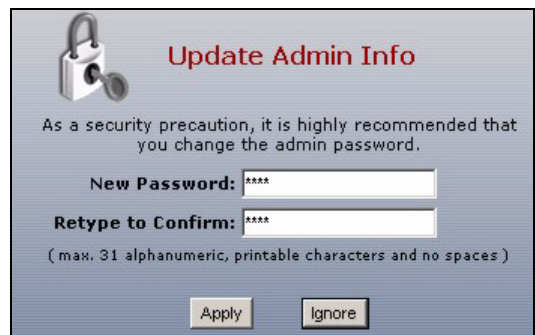 Update Admin Info
As a security precaution, it is highly recommended that
you change the admin password.
New Password: ****
Retype to Confirm: ****
( max. 31 alphanumeric, printable characters and no spaces )
Apply Ignore